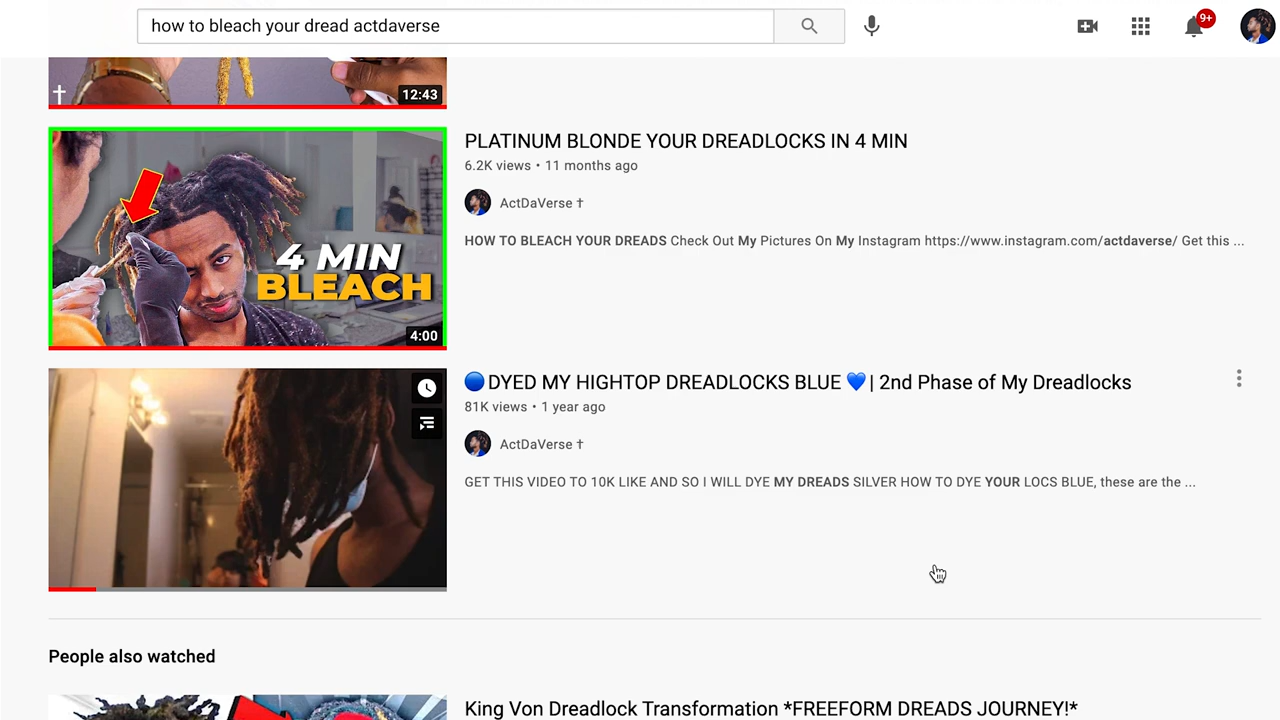 how to bleach your dread actdaverse
9+
12:43
PLATINUM BLONDE YOUR DREADLOCKS IN 4 MIN
6.2K views • 11 months ago
ActDaVerse †
HOW TO BLEACH YOUR DREADS Check Out My Pictures On My Instagram https://www.instagram.com/actdaverse/ Get this ...
4 MIN
BLEACH
4:00
🔵DYED MY HIGHTOP DREADLOCKS BLUE 💙| 2nd Phase of My Dreadlocks
81K views • 1 year ago
ActDaVerse †
GET THIS VIDEO TO 10K LIKE AND SO I WILL DYE MY DREADS SILVER HOW TO DYE YOUR LOCS BLUE, these are the ...
People also watched
King Von Dreadlock Transformation *FREEFORM DREADS JOURNEY!*